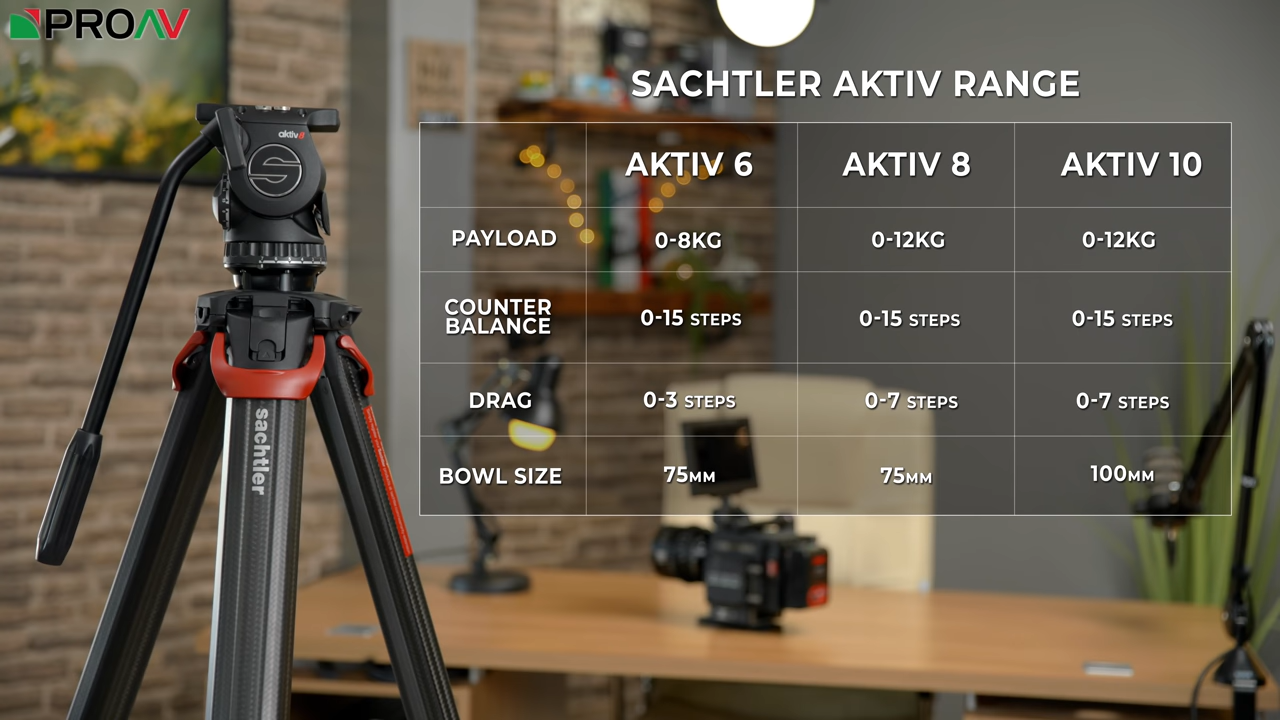 PROAV
SACHTLER AKTIV RANGE
AKTIV 6 AKTIV 8 AKTIV 10
PAYLOAD 0-8KG 0-12KG 0-12KG
COUNTER
BALANCE 0-15 STEPS 0-15 STEPS 0-15 STEPS
DRAG 0-3 STEPS 0-7 STEPS 0-7 STEPS
BOWL SIZE 75MM 75MM 100MM
aktiv8
sachtler